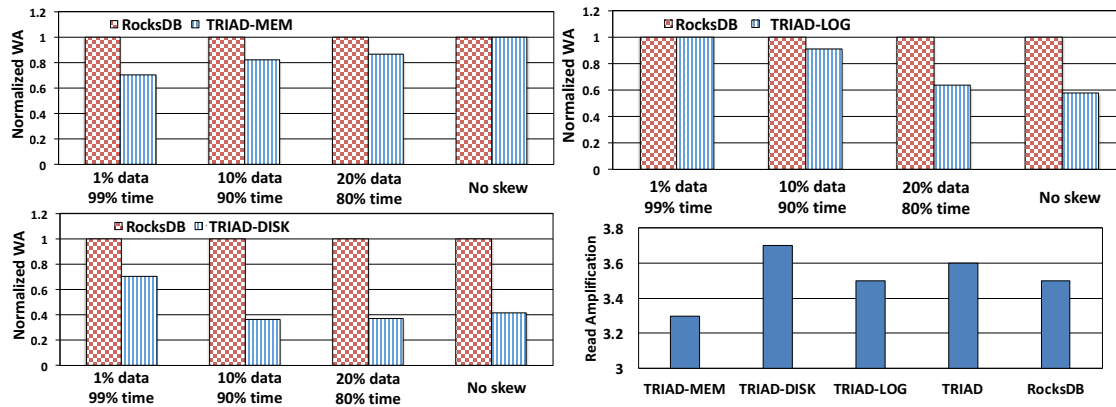 Normalized WA
1.2
1
0.8
0.6
0.4
0.2
0
RocksDB TRIAD-MEM
1% data 10% data 20% data No skew
99% time 90% time 80% time
Normalized WA
1.2
1
0.8
0.6
0.4
0.2
0
RocksDB TRIAD-LOG
1% data 10% data 20% data No skew
99% time 90% time 80% time
Normalized WA
1.2
1
0.8
0.6
0.4
0.2
0
RocksDB TRIAD-DISK
1% data 10% data 20% data No skew
99% time 90% time 80% time
Read Amplification
3.8
3.6
3.4
3.2
3
TRIAD-MEM TRIAD-DISK TRIAD-LOG TRIAD RocksDB